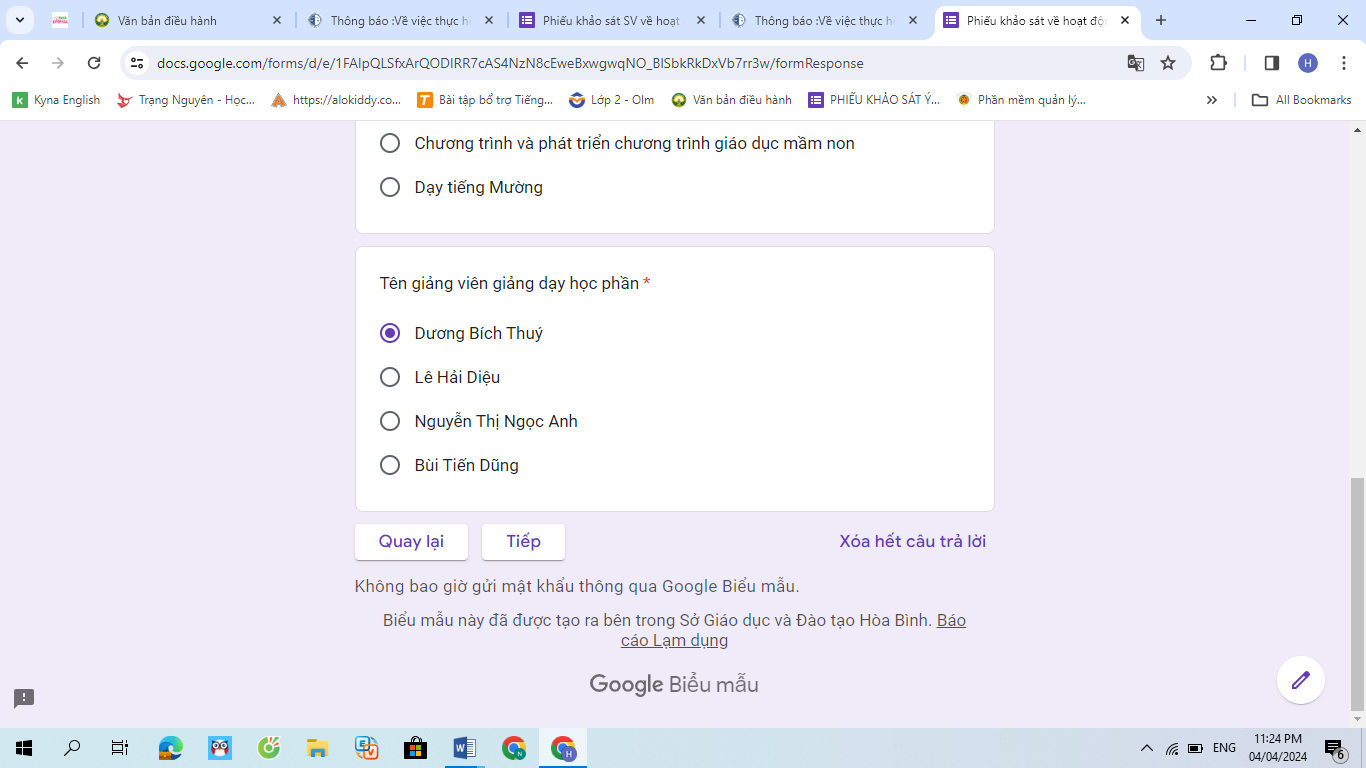 Văn bản điều hành
Thông báo :Về việc thực hi
Phiếu khảo sát SV về hoạt
Thông báo :Về việc thực hi
Phiếu khảo sát về hoạt độn
docs.google.com/forms/d/e/1FAIpQLSfxArQODIRR7cAS4NzN8cEweBxwgwqNO_BlSbkRkDxVb7rr3w/formResponse
H
Kyna English
Trạng Nguyên - Học...
https://alokiddy.co...
Bài tập bổ trợ Tiếng...
Lớp 2 - Olm
Văn bản điều hành
PHIẾU KHẢO SÁT Ý...
Phần mềm quản lý...
All Bookmarks
Chương trình và phát triển chương trình giáo dục mầm non
Dạy tiếng Mường
Tên giảng viên giảng dạy học phần *
Dương Bích Thuý
Lê Hải Diệu
Nguyễn Thị Ngọc Anh
Bùi Tiến Dũng
Quay lại
Tiếp
Xóa hết câu trả lời
Không bao giờ gửi mật khẩu thông qua Google Biểu mẫu.
Biểu mẫu này đã được tạo ra bên trong Sở Giáo dục và Đào tạo Hòa Bình. Báo
cáo Lạm dụng
Google Biểu mẫu
ENG
11:24 PM
04/04/2024
6